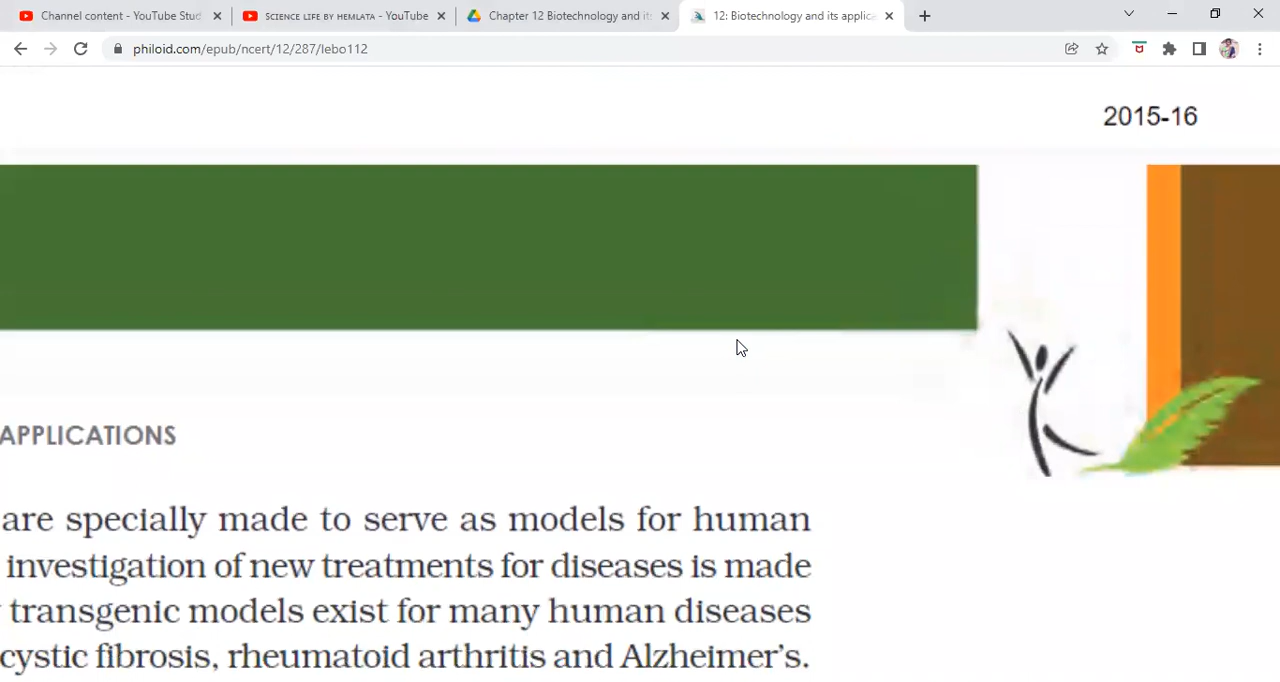 Channel content - YouTube Stud
SCIENCE LIFE BY HEMLATA - YouTube
Chapter 12 Biotechnology and its
12: Biotechnology and its applica
philoid.com/epub/ncert/12/287/lebo112
2015-16
APPLICATIONS
are specially made to serve as models for human
investigation of new treatments for diseases is made
transgenic models exist for many human diseases
cystic fibrosis, rheumatoid arthritis and Alzheimer's.